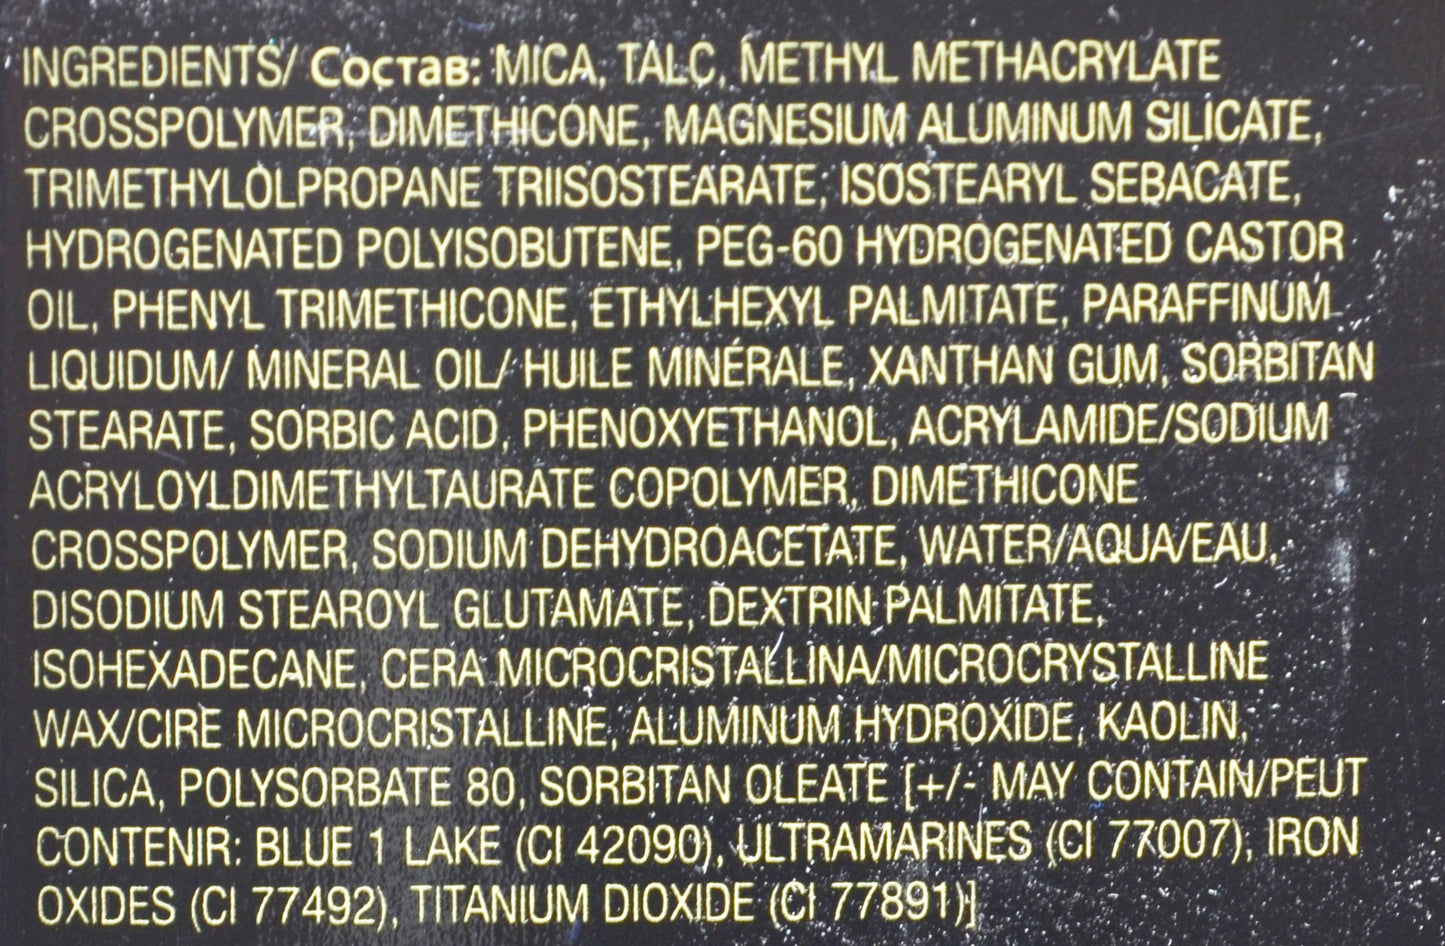 INGREDIENTS/ Состав: MICA, TALC, METHYL METHACRYLATE
CROSSPOLYMER, DIMETHICONE, MAGNESIUM ALUMINUM SILICATE,
TRIMETHYLOLPROPANE TRIISOSTEARATE, ISOSTEARYL SEBACATE,
HYDROGENATED POLYISOBUTENE, PEG-60 HYDROGENATED CASTOR
OIL, PHENYL TRIMETHICONE, ETHYLHEXYL PALMITATE, PARAFFINUM
LIQUIDUM/ MINERAL OIL/ HUILE MINÉRALE, XANTHAN GUM, SORBITAN
STEARATE, SORBIC ACID, PHENOXYETHANOL, ACRYLAMIDE/SODIUM
ACRYLOYLDIMETHYLTAURATE COPOLYMER, DIMETHICONE
CROSSPOLYMER, SODIUM DEHYDROACETATE, WATER/AQUA/EAU,
DISODIUM STEAROYL GLUTAMATE, DEXTRIN PALMITATE,
ISOHEXADECANE, CERA MICROCRISTALLINA/MICROCRYSTALLINE
WAX/CIRE MICROCRISTALLINE, ALUMINUM HYDROXIDE, KAOLIN,
SILICA, POLYSORBATE 80, SORBITAN OLEATE [+/- MAY CONTAIN/PEUT
CONTENIR: BLUE 1 LAKE (CI 42090), ULTRAMARINES (CI 77007), IRON
OXIDES (CI 77492), TITANIUM DIOXIDE (CI 77891)]